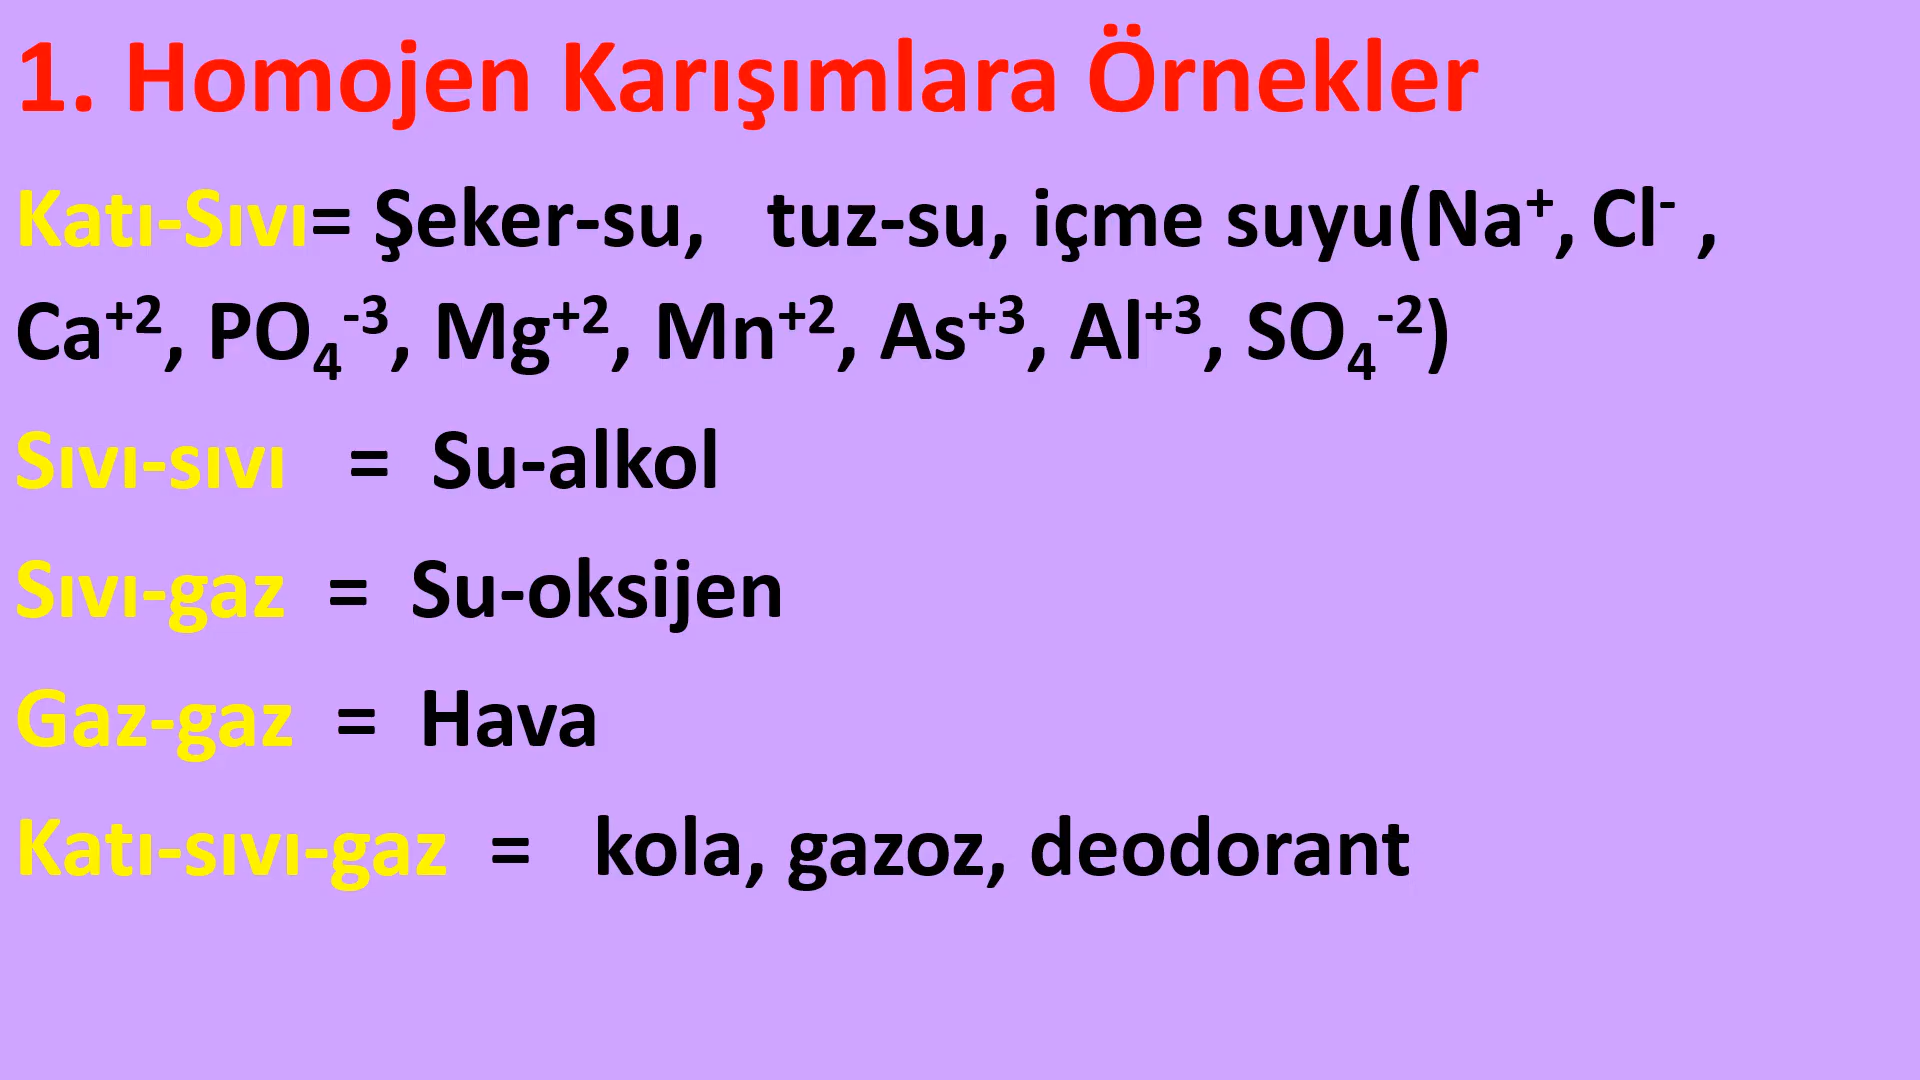 1. Homojen Karışımlara Örnekler
Katı-Sıvı= Şeker-su, tuz-su, içme suyu(Na⁺, Cl⁻ ,
Ca⁺², PO₄⁻³, Mg⁺², Mn⁺², As⁺³, Al⁺³, SO₄⁻²)
Sıvı-sıvı = Su-alkol
Sıvı-gaz = Su-oksijen
Gaz-gaz = Hava
Katı-sıvı-gaz = kola, gazoz, deodorant